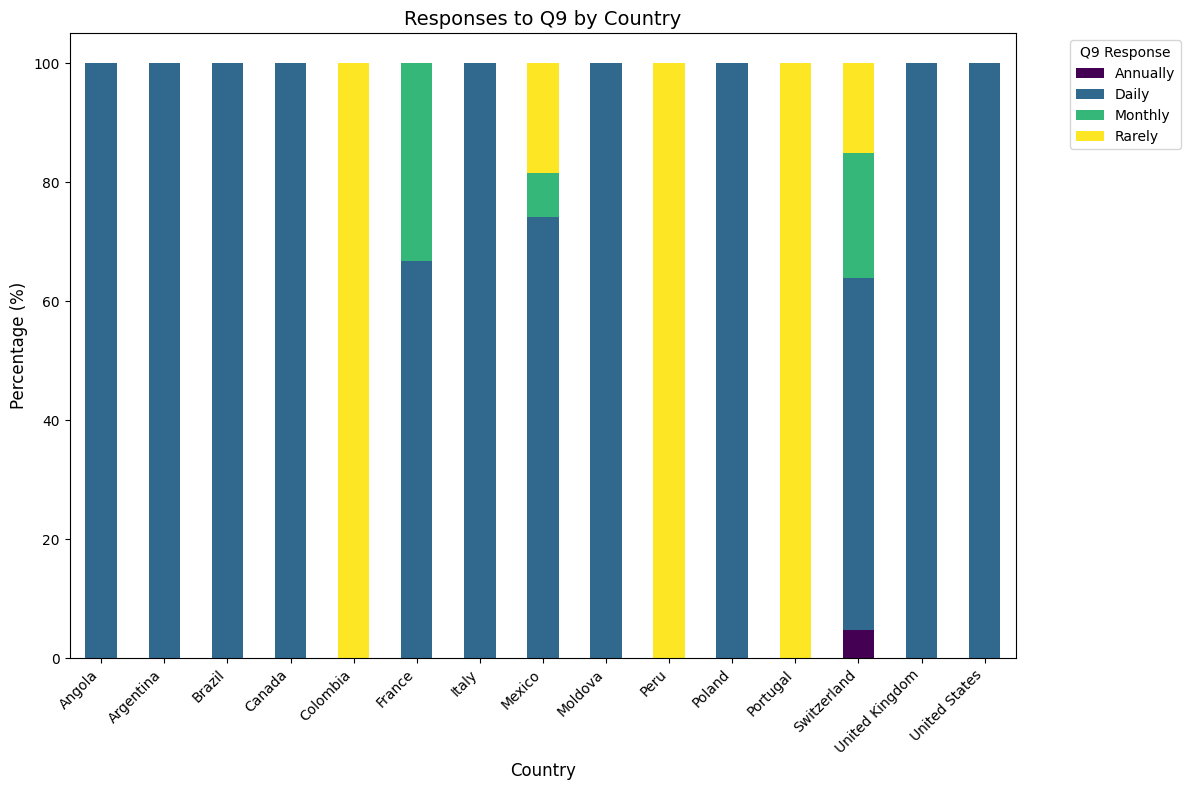 Responses to Q9 by Country
Q9 Response
Annually
Daily
Monthly
Rarely
Percentage (%)
100
80
60
40
20
0
Angola
Argentina
Brazil
Canada
Colombia
France
Italy
Mexico
Moldova
Peru
Poland
Portugal
Switzerland
United Kingdom
United States
Country